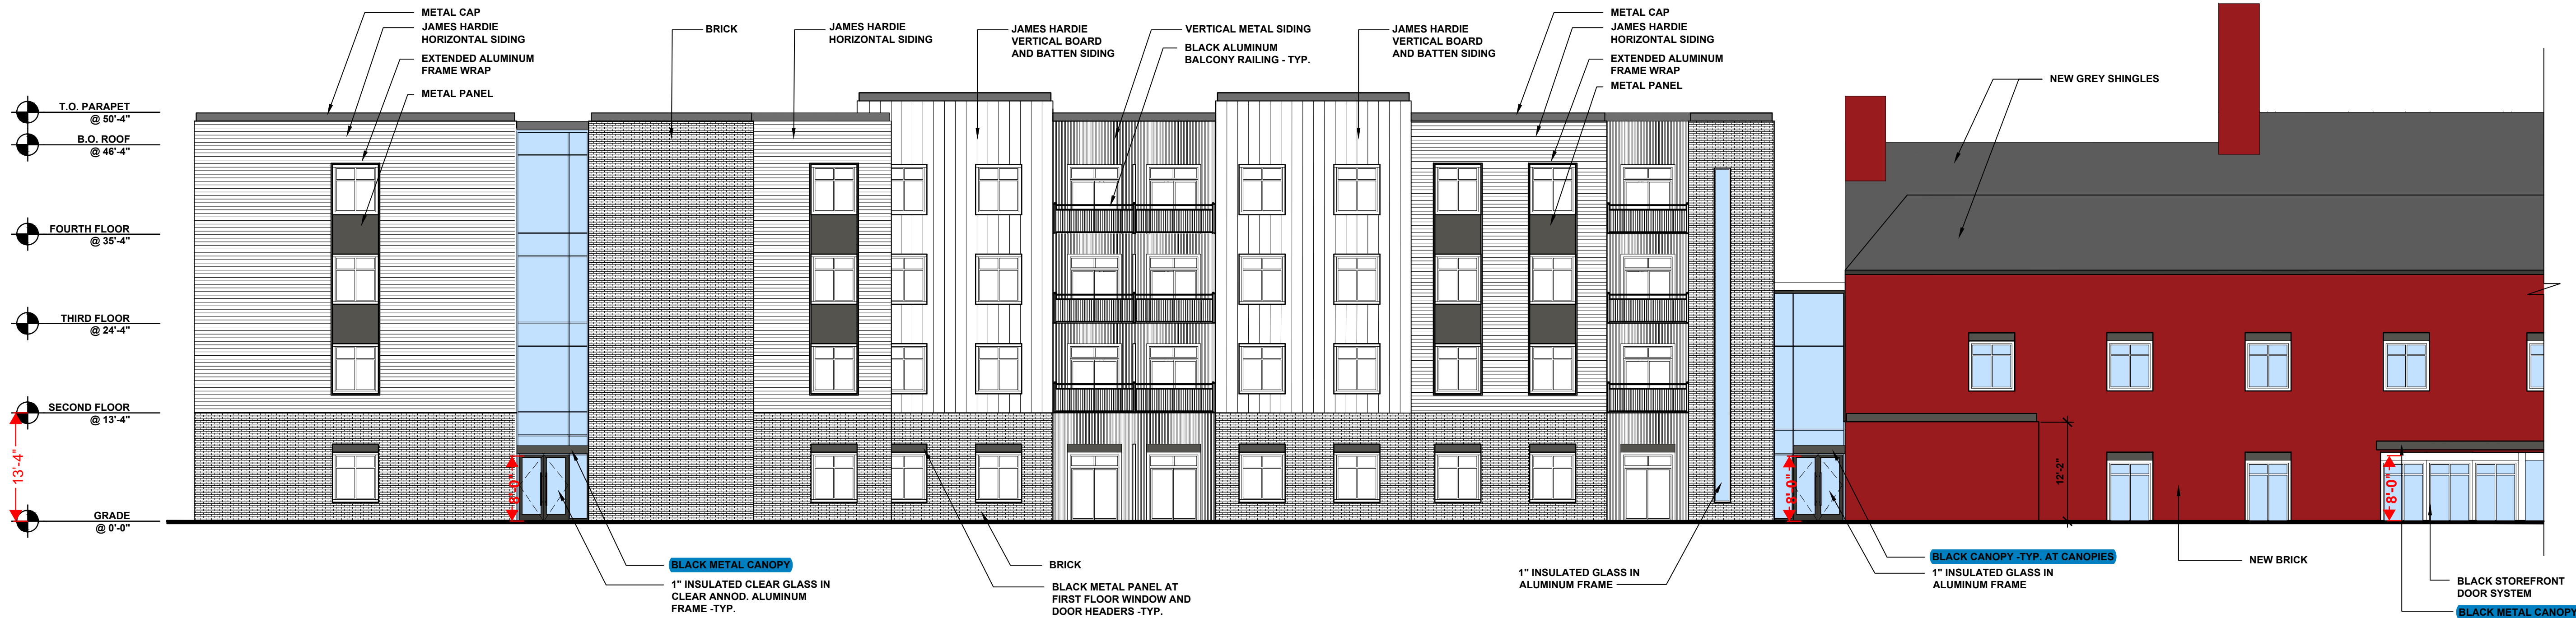 METAL CAP
JAMES HARDIE
HORIZONTAL SIDING
EXTENDED ALUMINUM
FRAME WRAP
METAL PANEL
BRICK
JAMES HARDIE
HORIZONTAL SIDING
JAMES HARDIE
VERTICAL BOARD
AND BATTEN SIDING
VERTICAL METAL SIDING
BLACK ALUMINUM
BALCONY RAILING - TYP.
JAMES HARDIE
VERTICAL BOARD
AND BATTEN SIDING
METAL CAP
JAMES HARDIE
HORIZONTAL SIDING
EXTENDED ALUMINUM
FRAME WRAP
METAL PANEL
NEW GREY SHINGLES
T.O. PARAPET
@ 50'-4"
B.O. ROOF
@ 46'-4"
FOURTH FLOOR
@ 35'-4"
THIRD FLOOR
@ 24'-4"
SECOND FLOOR
@ 13'-4"
GRADE
@ 0'-0"
13'-4"
8'-0"
8'-0"
12'-2"
8'-0"
BLACK METAL CANOPY
1" INSULATED CLEAR GLASS IN
CLEAR ANNOD. ALUMINUM
FRAME -TYP.
BRICK
BLACK METAL PANEL AT
FIRST FLOOR WINDOW AND
DOOR HEADERS -TYP.
1" INSULATED GLASS IN
ALUMINUM FRAME
BLACK CANOPY -TYP. AT CANOPIES
1" INSULATED GLASS IN
ALUMINUM FRAME
NEW BRICK
BLACK STOREFRONT
DOOR SYSTEM
BLACK METAL CANOPY